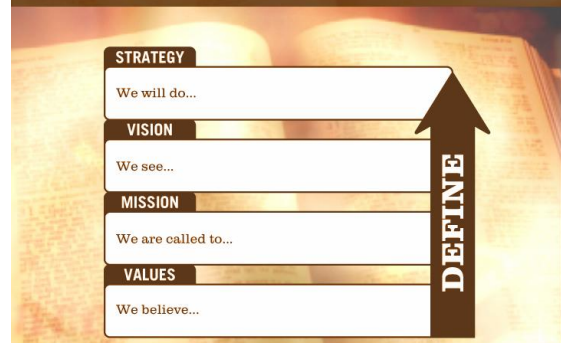 STRATEGY
We will do...
VISION
We see...
MISSION
We are called to...
VALUES
We believe...
DEFINE